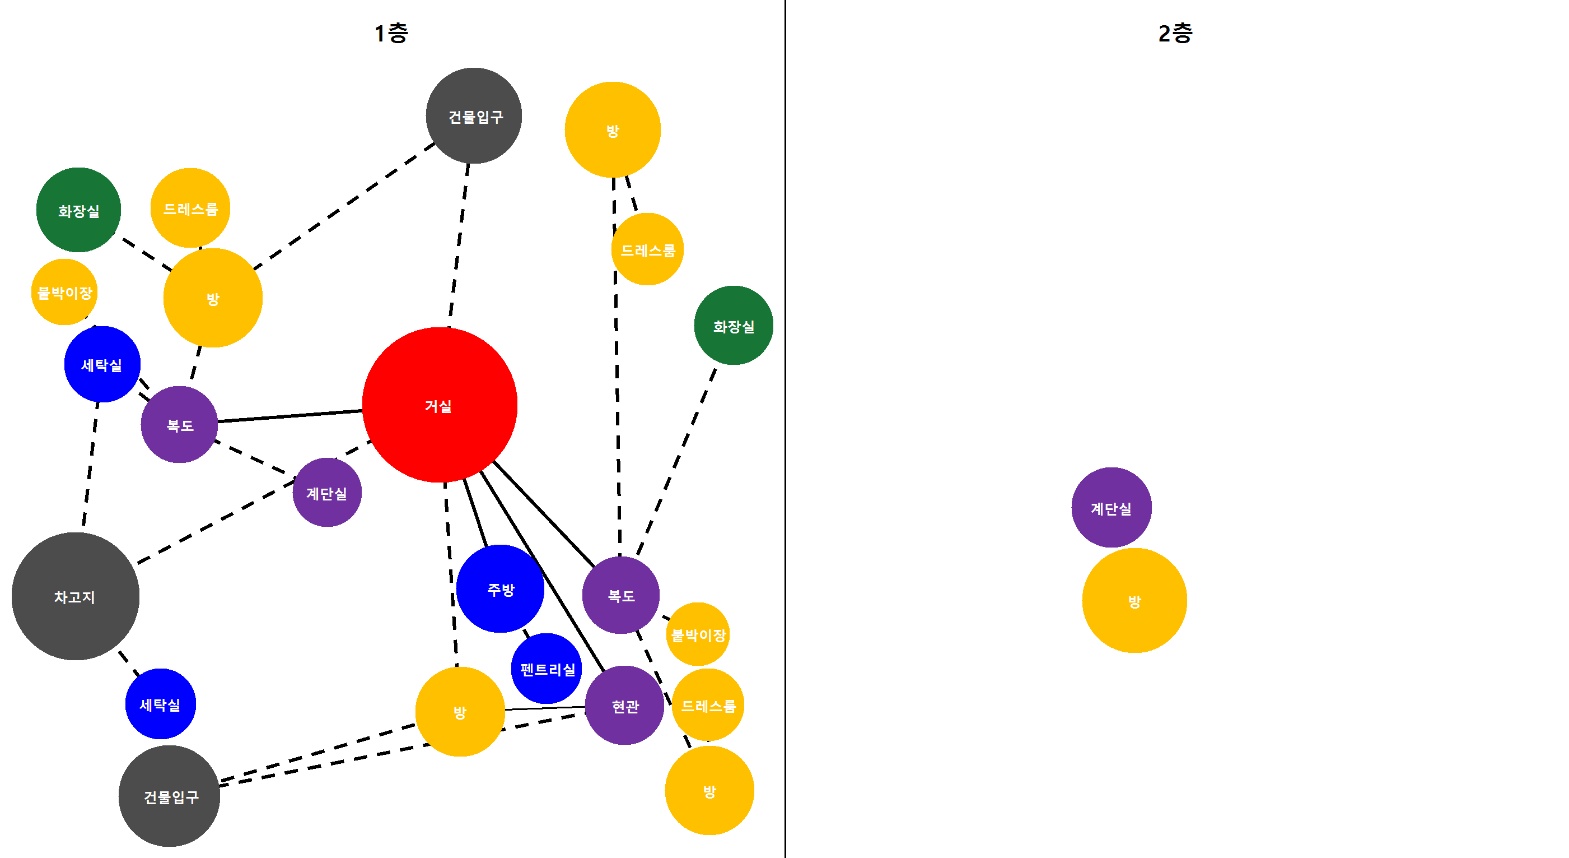 1층
2층
건물입구
방
화장실
드레스룸
드레스룸
방
붙박이장
화장실
세탁실
거실
복도
계단실
계단실
차고지
주방
복도
방
붙박이장
펜트리실
세탁실
방
현관
드레스룸
건물입구
방